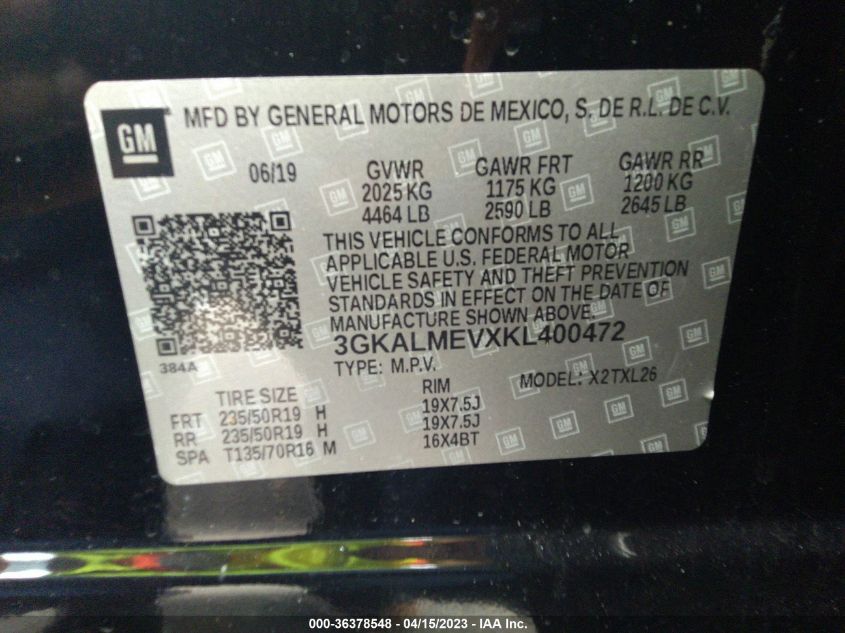 GM MFD BY GENERAL MOTORS DE MEXICO, S. DE R.L. DE C.V.
06/19 GVWR GAWR FRT GAWR RR
2025 KG 1175 KG 1200 KG
4464 LB 2590 LB 2645 LB
THIS VEHICLE CONFORMS TO ALL
APPLICABLE U.S. FEDERAL MOTOR
VEHICLE SAFETY AND THEFT PREVENTION
STANDARDS IN EFFECT ON THE DATE OF
MANUFACTURE SHOWN ABOVE.
3GKALMEVXKL400472
384A TYPE: M.P.V. MODEL: X2TXL26
TIRE SIZE RIM
FRT 235/50R19 H 19X7.5J
RR 235/50R19 H 19X7.5J
SPA T135/70R16 M 16X4BT
000-36378548 - 04/15/2023 - IAA Inc.